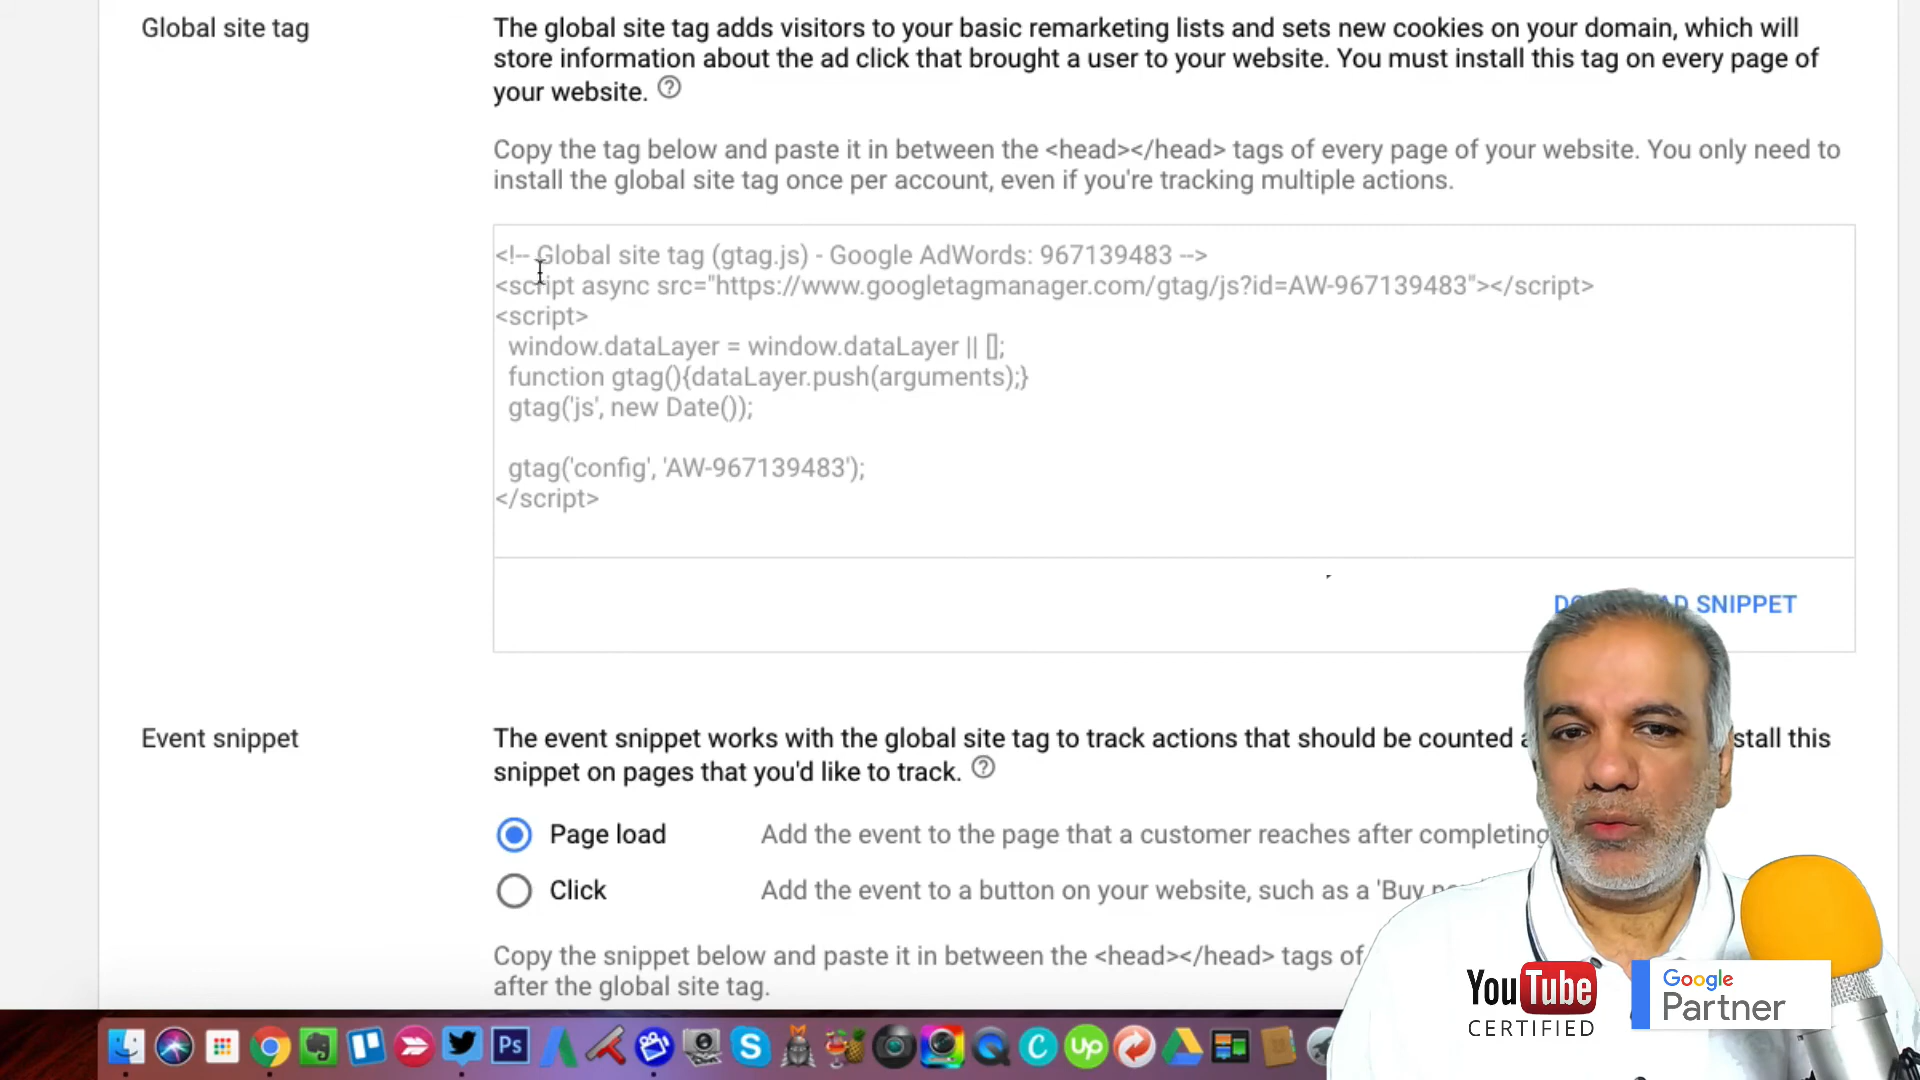 Global site tag
The global site tag adds visitors to your basic remarketing lists and sets new cookies on your domain, which will
store information about the ad click that brought a user to your website. You must install this tag on every page of
your website. ?
Copy the tag below and paste it in between the <head></head> tags of every page of your website. You only need to
install the global site tag once per account, even if you're tracking multiple actions.
<!-- Global site tag (gtag.js) - Google AdWords: 967139483 -->
<script async src="https://www.googletagmanager.com/gtag/js?id=AW-967139483"></script>
<script>
window.dataLayer = window.dataLayer || [];
function gtag(){dataLayer.push(arguments);}
gtag('js', new Date());
gtag('config', 'AW-967139483');
</script>
SNIPPET
Event snippet
The event snippet works with the global site tag to track actions that should be counted
stall this
snippet on pages that you'd like to track. ?
Page load
Add the event to the page that a customer reaches after completing
Click
Add the event to a button on your website, such as a 'Buy
Copy the snippet below and paste it in between the <head></head> tags of
after the global site tag.
YouTube
CERTIFIED
Google
Partner
Ps
Up